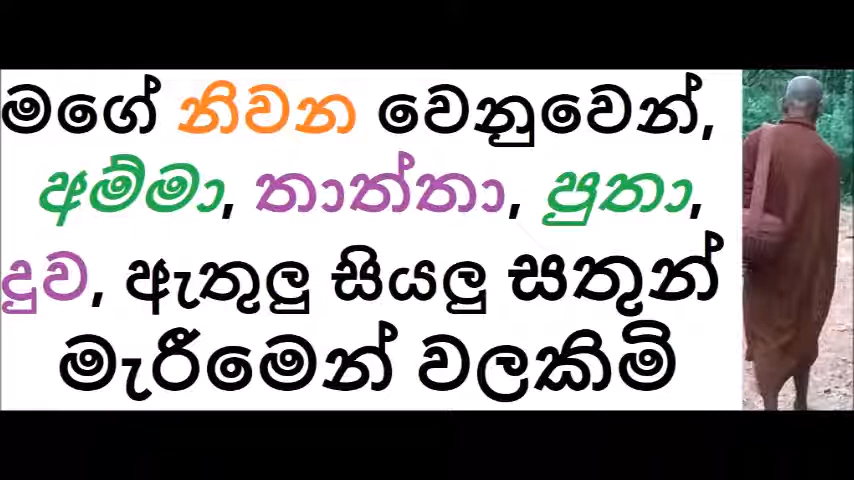 මගේ නිවන වෙනුවෙන්,
අම්මා, තාත්තා, පුතා,
දුව, ඇතුලු සියලු සතුන්
මැරීමෙන් වලකිමි